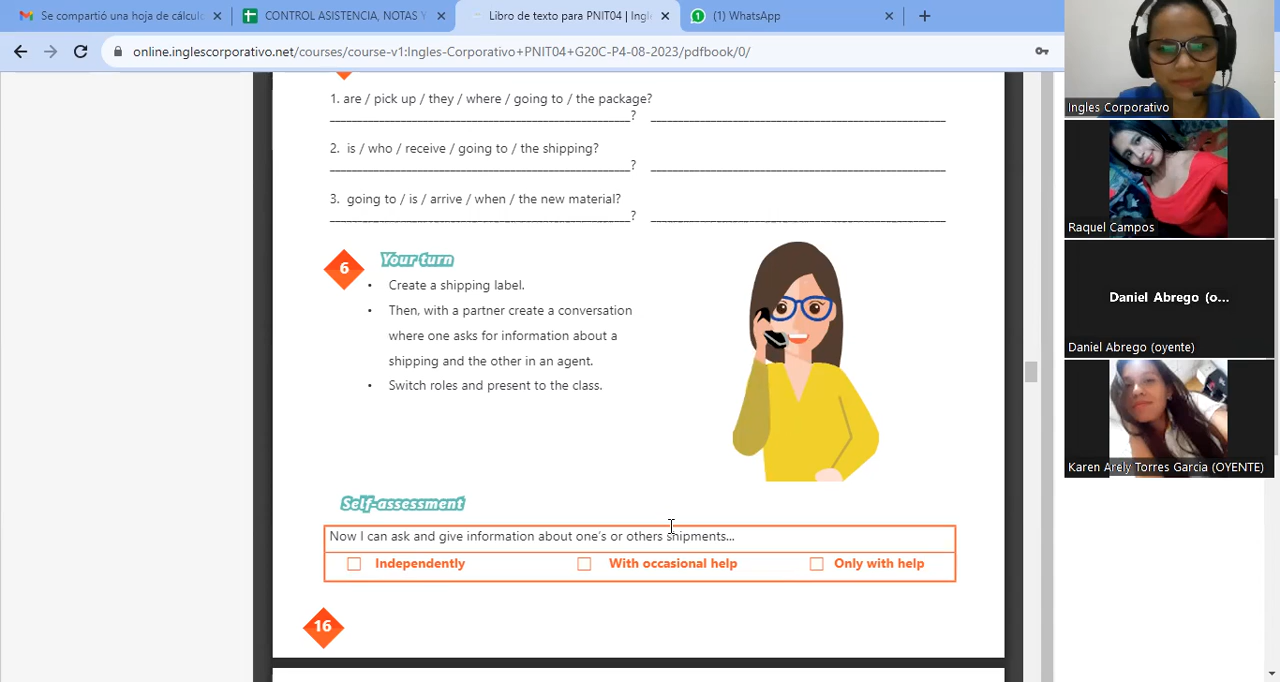 Se compartió una hoja de cálcul
CONTROL ASISTENCIA, NOTAS Y
Libro de texto para PNIT04 | Ingl
(1) WhatsApp
online.inglescorporativo.net/courses/course-v1:Ingles-Corporativo+PNIT04+G20C-P4-08-2023/pdfbook/0/
1. are / pick up / they / where / going to / the package?
?
2. is / who / receive / going to / the shipping?
?
3. going to / is / arrive / when / the new material?
?
6
Your turn
• Create a shipping label.
• Then, with a partner create a conversation
where one asks for information about a
shipping and the other in an agent.
• Switch roles and present to the class.
Self-assessment
Now I can ask and give information about one's or others shipments...
Independently
With occasional help
Only with help
16
Ingles Corporativo
Raquel Campos
Daniel Abrego (o...
Daniel Abrego (oyente)
Karen Arely Torres Garcia (OYENTE)